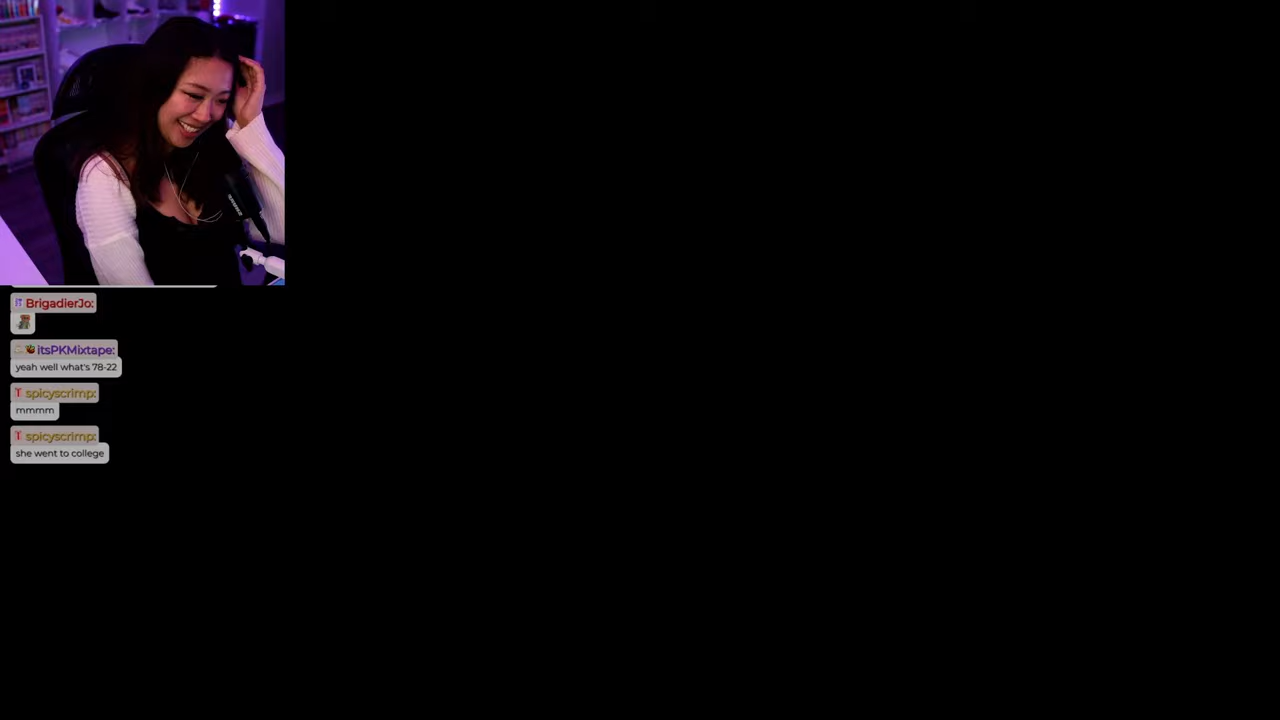 BrigadierJo:
itsPKMixtape:
yeah well what's 78-22
spicyscrimp:
mmmm
spicyscrimp:
she went to college